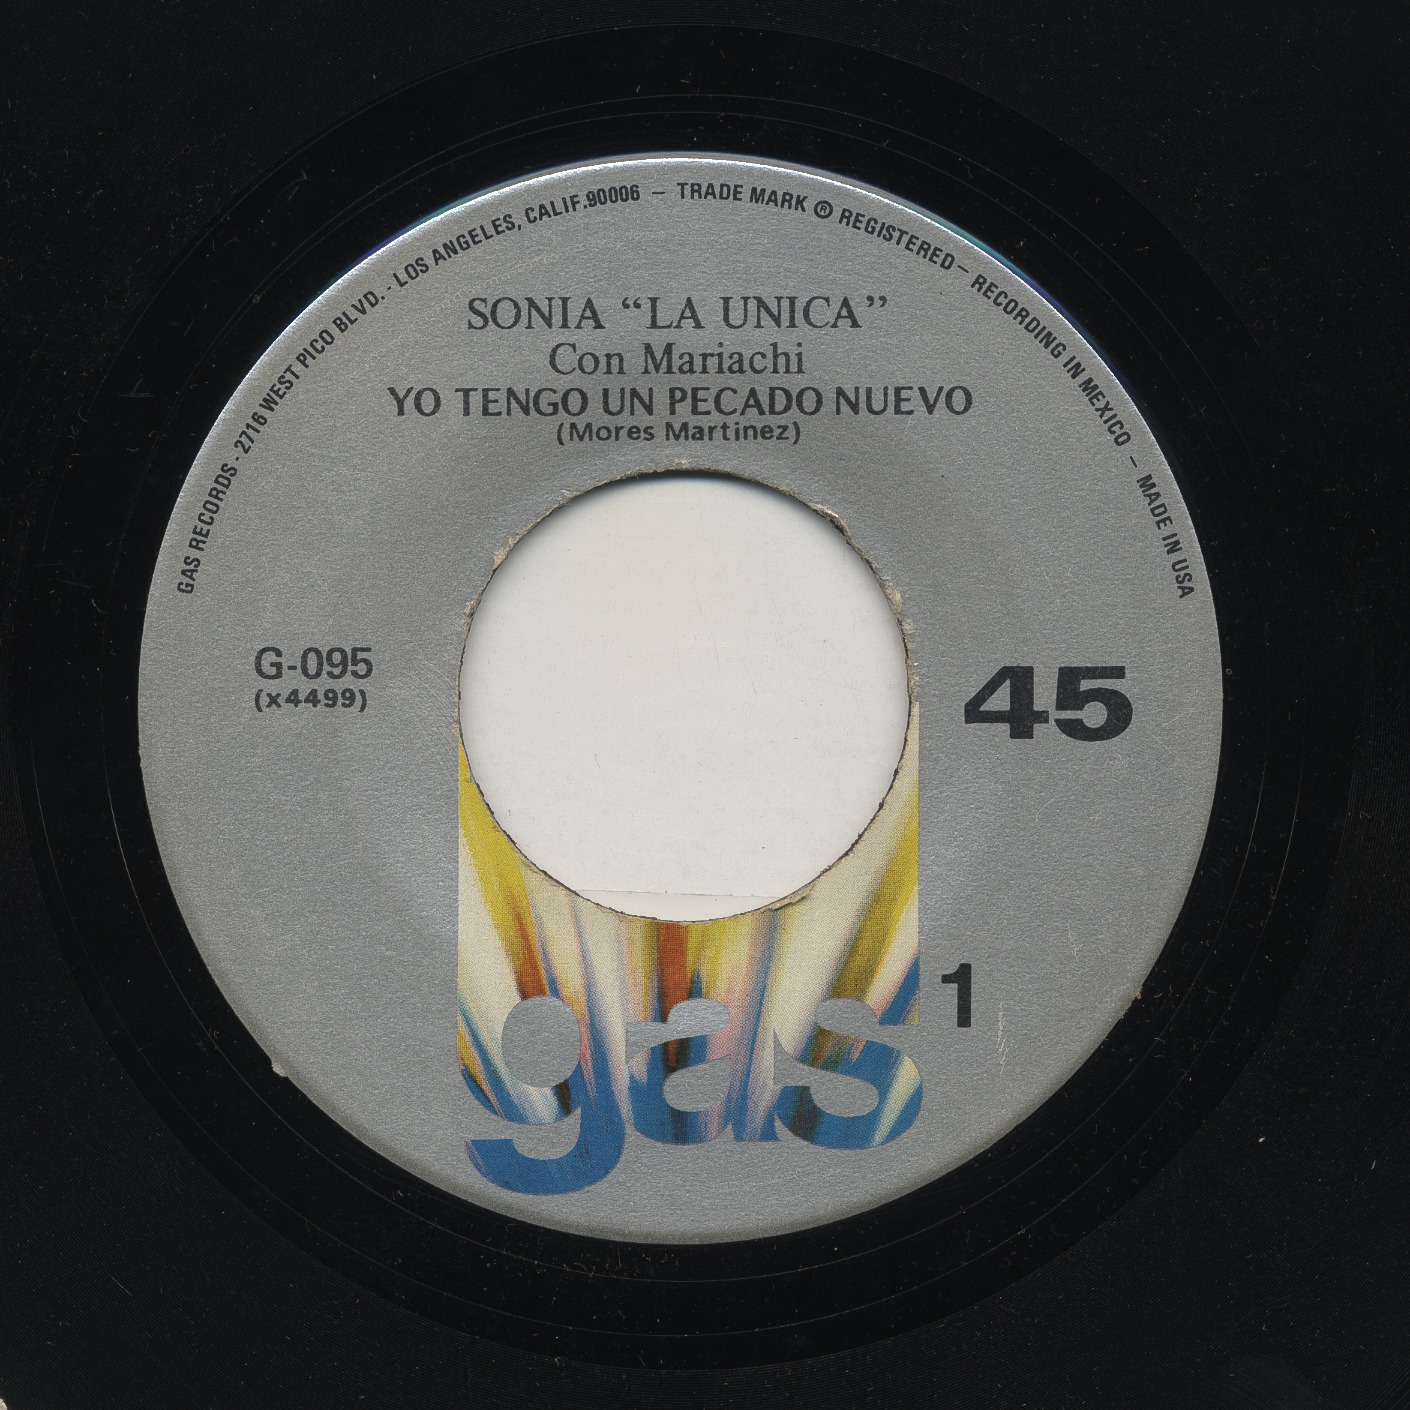 GAS RECORDS - 2716 WEST PICO BLVD. - LOS ANGELES, CALIF.90006 – TRADE MARK ® REGISTERED– RECORDING IN MEXICO – MADE IN USA
SONIA “LA UNICA”
Con Mariachi
YO TENGO UN PECADO NUEVO
(Mores Martinez)
G-095
(x4499)
45
1
gas